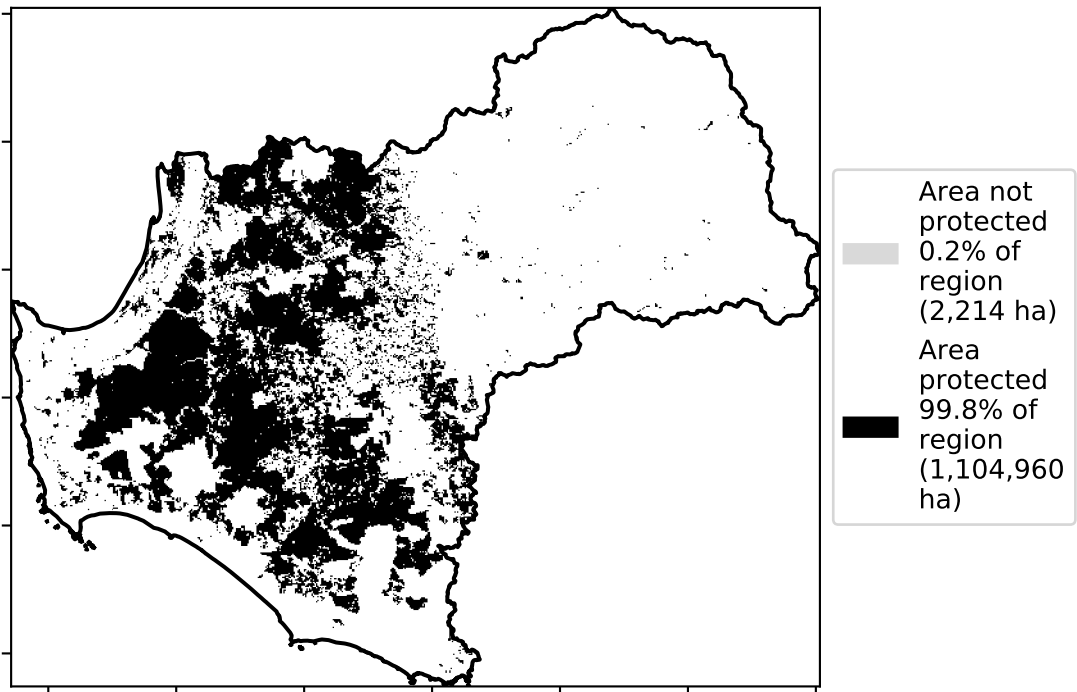 Area not
protected
0.2% of
region
(2,214 ha)
Area
protected
99.8% of
region
(1,104,960
ha)